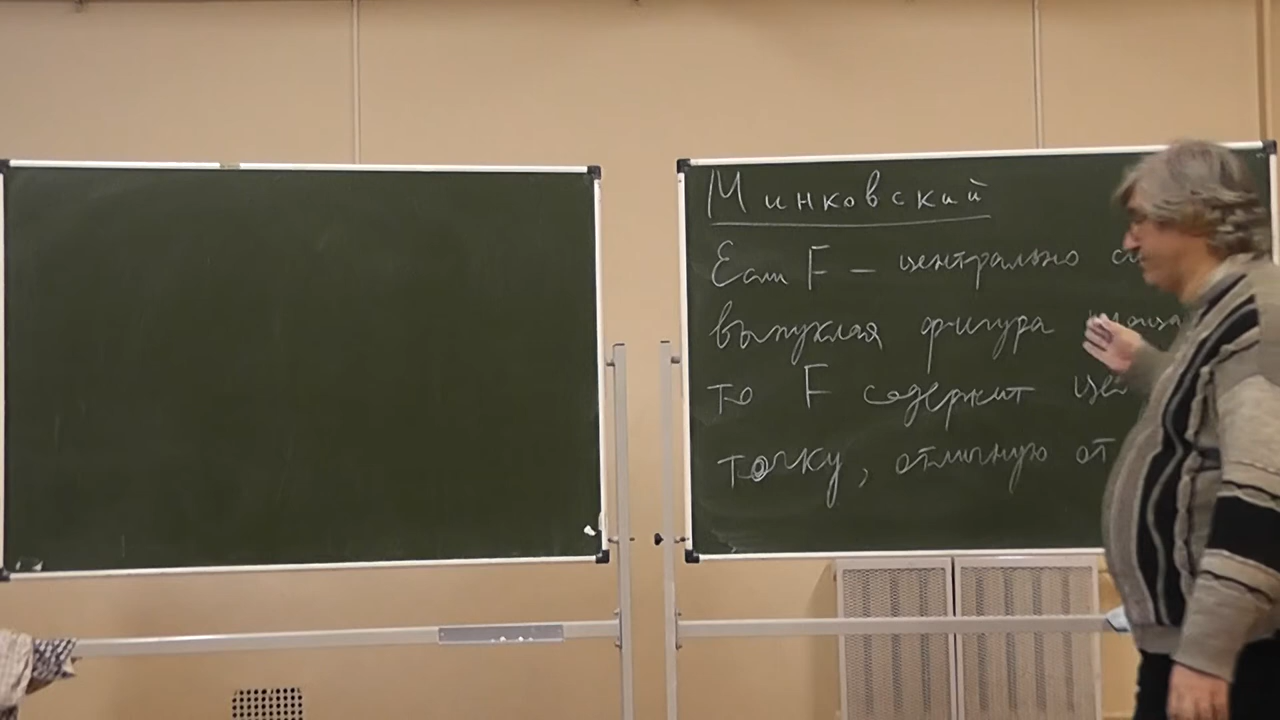 Минковский
Если F – центрально
выпуклая фигура
то F содержит
точку, отличную от